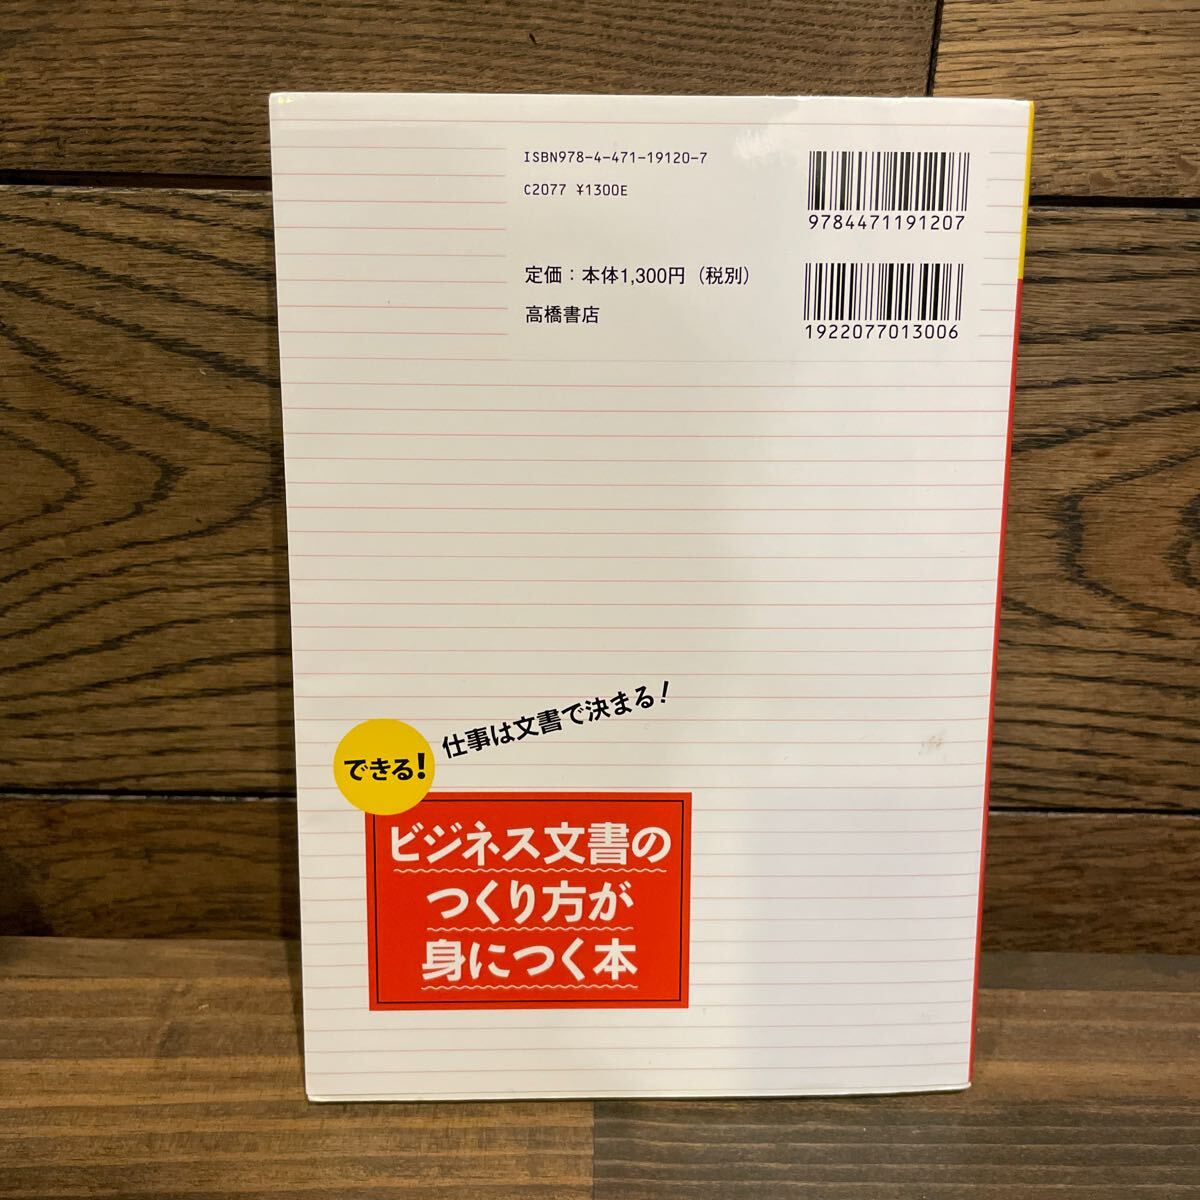 ISBN978-4-471-19120-7
C2077 ¥1300E
9784471191207
定価：本体1,300円（税別）
高橋書店
1922077013006
仕事は文書で決まる！
できる！
ビジネス文書の
つくり方が
身につく本